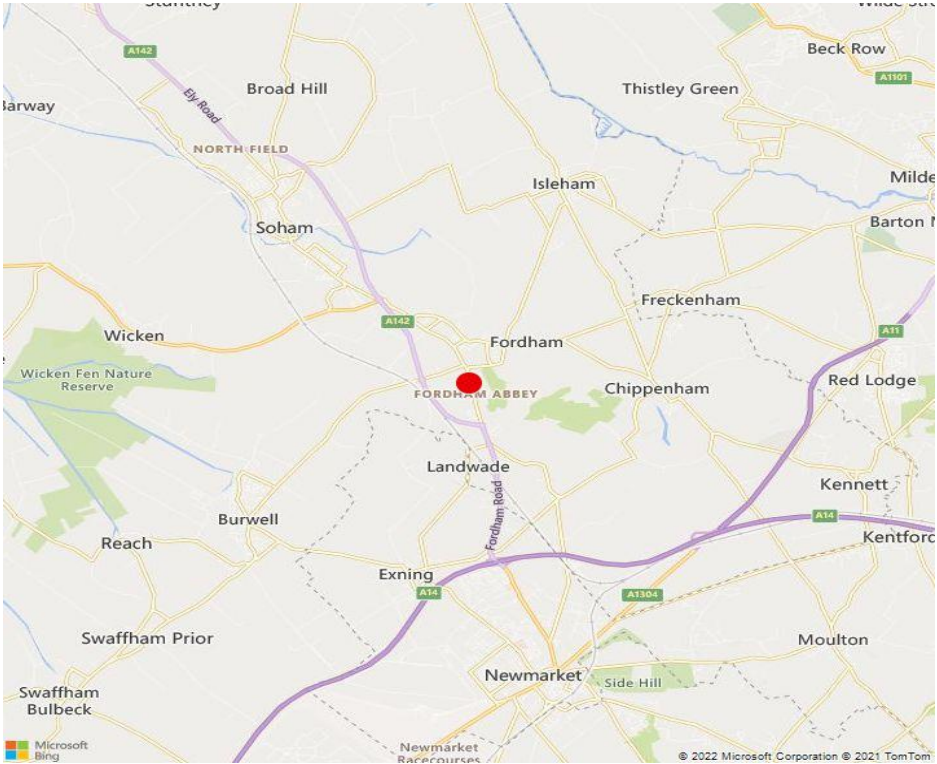 Stuntney
A142
Beck Row
Broad Hill
Thistley Green
A1101
Barway
Ely Road
NORTH FIELD
Isleham
Milde
Soham
Barton
Freckenham
A142
A11
Wicken
Fordham
Wicken Fen Nature
Reserve
FORDHAM ABBEY
Chippenham
Red Lodge
Landwade
Kennett
Burwell
Fordham Road
A14
Reach
Kentford
Exning
A14
A1304
Swaffham Prior
Moulton
Newmarket
Side Hill
Swaffham
Bulbeck
Microsoft
Bing
Newmarket
Racecourses
© 2022 Microsoft Corporation © 2021 TomTom